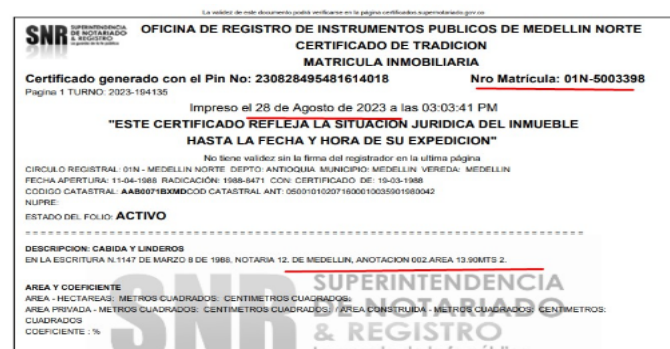 La validez de este documento podrá verificarse en la página certificados.supernotariado.gov.co
SNR SUPERINTENDENCIA DE NOTARIADO & REGISTRO
OFICINA DE REGISTRO DE INSTRUMENTOS PUBLICOS DE MEDELLIN NORTE
CERTIFICADO DE TRADICION
MATRICULA INMOBILIARIA
Certificado generado con el Pin No: 230828495481614018 Nro Matrícula: 01N-5003398
Pagina 1 TURNO: 2023-194135
Impreso el 28 de Agosto de 2023 a las 03:03:41 PM
"ESTE CERTIFICADO REFLEJA LA SITUACION JURIDICA DEL INMUEBLE
HASTA LA FECHA Y HORA DE SU EXPEDICION"
No tiene validez sin la firma del registrador en la ultima página
CIRCULO REGISTRAL: 01N - MEDELLIN NORTE DEPTO: ANTIOQUIA MUNICIPIO: MEDELLIN VEREDA: MEDELLIN
FECHA APERTURA: 11-04-1988 RADICACIÓN: 1988-8471 CON: CERTIFICADO DE: 19-03-1988
CODIGO CATASTRAL: AAB0071BXMDCOD CATASTRAL ANT: 050010102071600010035901980042
NUPRE:
ESTADO DEL FOLIO: ACTIVO
DESCRIPCION: CABIDA Y LINDEROS
EN LA ESCRITURA N.1147 DE MARZO 8 DE 1988, NOTARIA 12. DE MEDELLIN, ANOTACION 002.AREA 13.90MTS 2.
AREA Y COEFICIENTE
AREA - HECTAREAS: METROS CUADRADOS: CENTIMETROS CUADRADOS:
AREA PRIVADA - METROS CUADRADOS: CENTIMETROS CUADRADOS: / AREA CONSTRUIDA - METROS CUADRADOS: CENTIMETROS:
CUADRADOS
COEFICIENTE : %
SNR SUPERINTENDENCIA
DE NOTARIADO
& REGISTRO